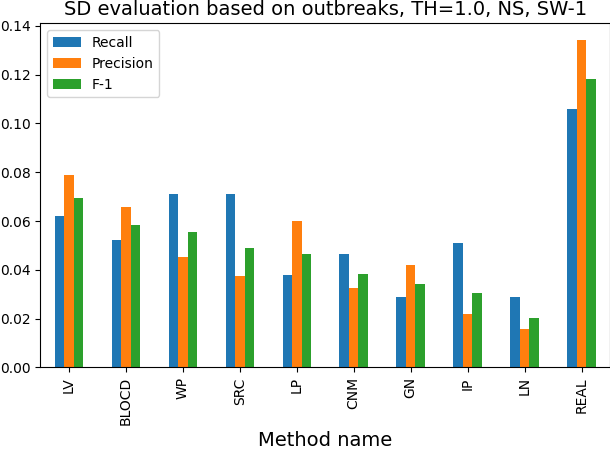 SD evaluation based on outbreaks, TH=1.0, NS, SW-1
0.14
0.12
0.10
0.08
0.06
0.04
0.02
0.00
Recall
Precision
F-1
LV
BLOCD
WP
SRC
LP
CNM
GN
IP
LN
REAL
Method name